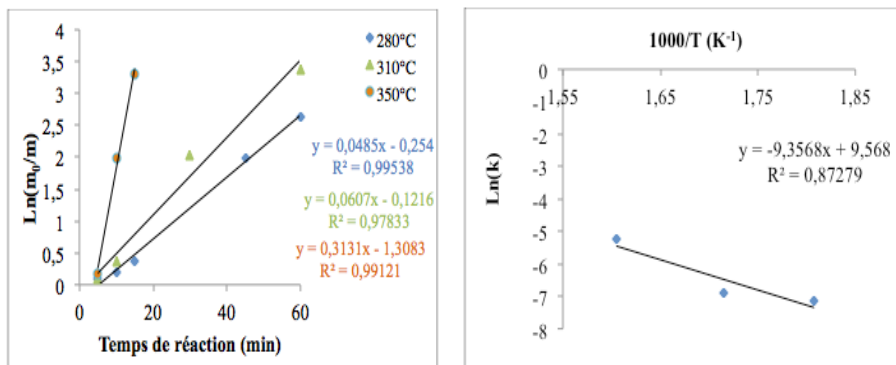 4
3,5
3
2,5
2
1,5
1
0,5
0
0
20
40
60
Ln(m₀/m)
Temps de réaction (min)
280°C
310°C
350°C
y = 0,0485x - 0,254
R² = 0,99538
y = 0,0607x - 0,1216
R² = 0,97833
y = 0,3131x - 1,3083
R² = 0,99121
1000/T (K⁻¹)
0
-1
-2
-3
-4
-5
-6
-7
-8
1,55
1,65
1,75
1,85
Ln(k)
y = -9,3568x + 9,568
R² = 0,87279